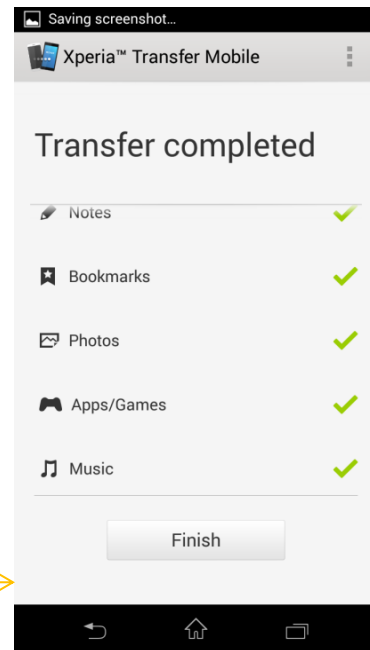 Saving screenshot...
Xperia™ Transfer Mobile
Transfer completed
Notes
Bookmarks
Photos
Apps/Games
Music
Finish